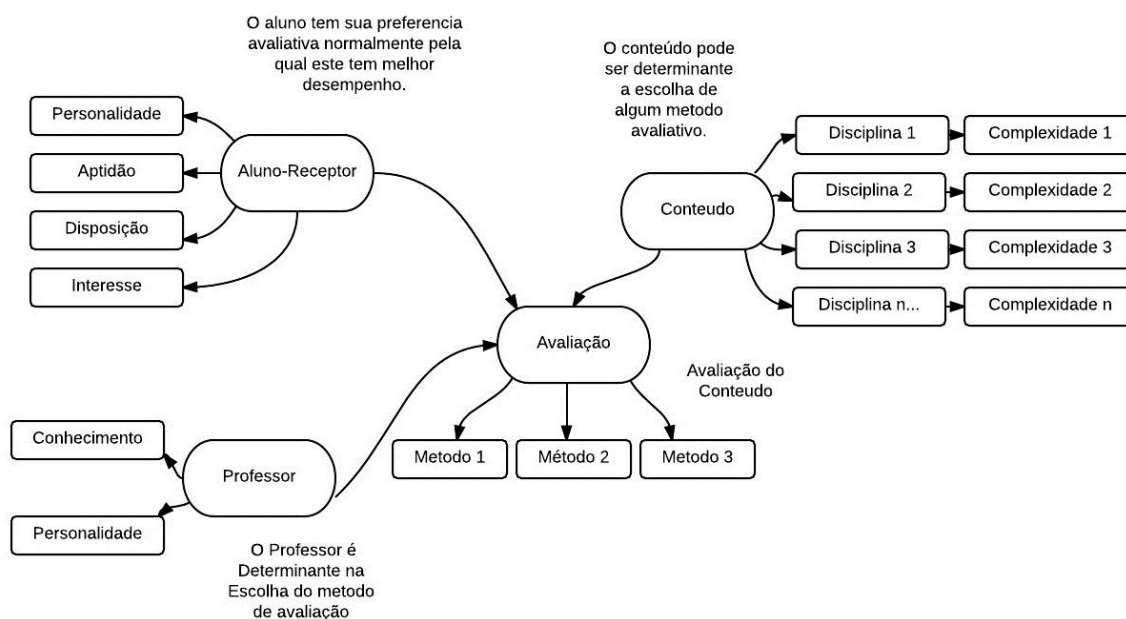 O aluno tem sua preferencia
avaliativa normalmente pela
qual este tem melhor
desempenho.
Personalidade
Aptidão
Disposição
Interesse
Aluno-Receptor
O conteúdo pode
ser determinante
a escolha de
algum metodo
avaliativo.
Conteudo
Disciplina 1
Complexidade 1
Disciplina 2
Complexidade 2
Disciplina 3
Complexidade 3
Disciplina n...
Complexidade n
Avaliação
Avaliação do
Conteudo
Metodo 1
Método 2
Metodo 3
Conhecimento
Personalidade
Professor
O Professor é
Determinante na
Escolha do metodo
de avaliação